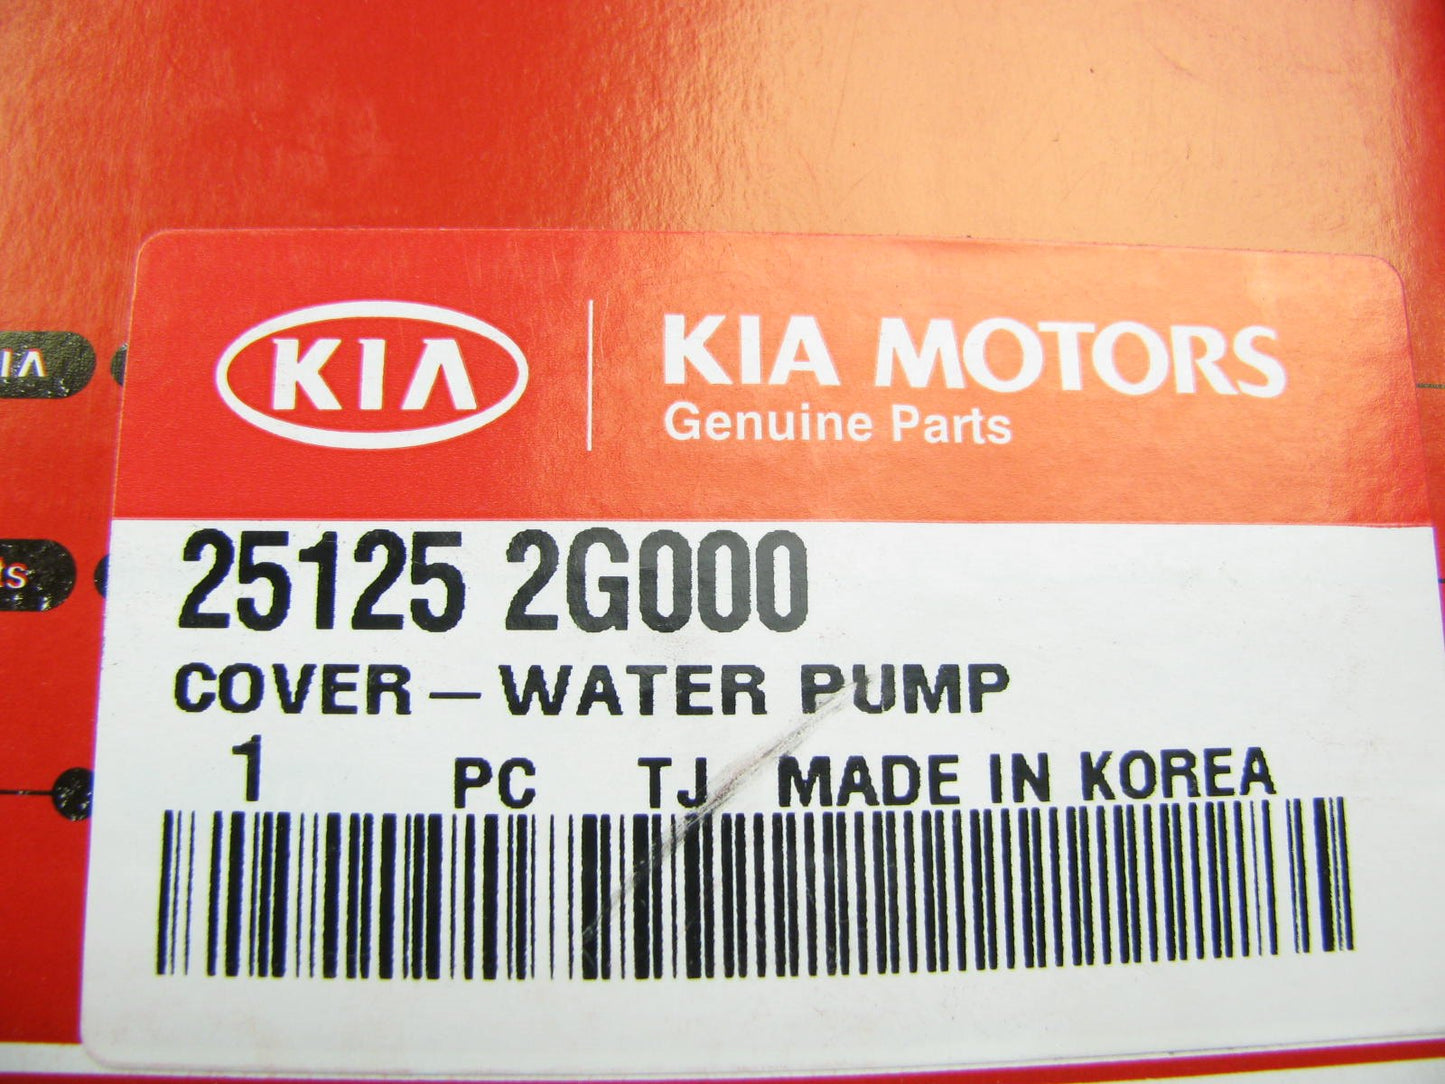 KIA
KIA MOTORS
Genuine Parts
25125 2G000
COVER-WATER PUMP
1 PC TJ MADE IN KOREA